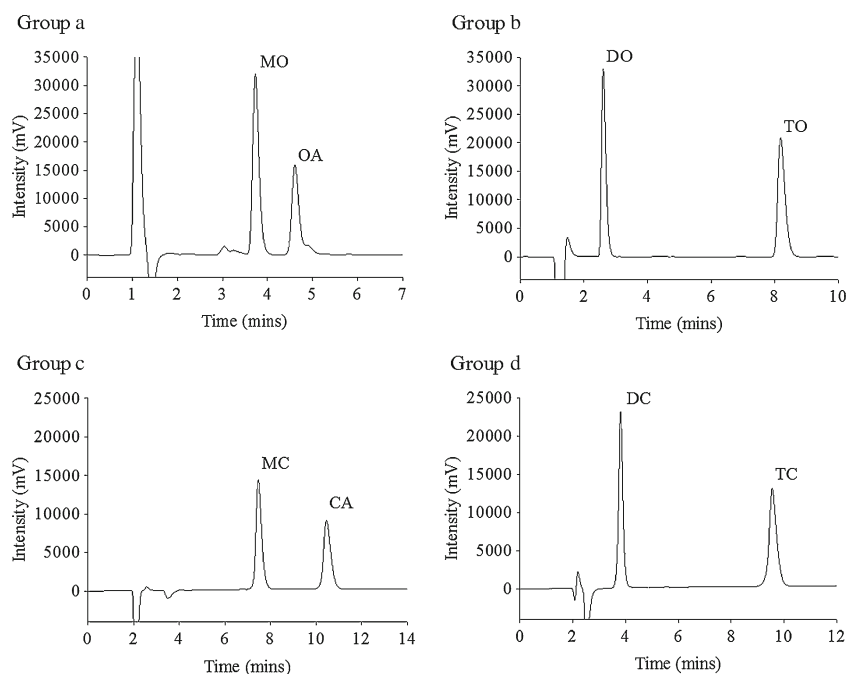 Group a
35000
30000
25000
20000
15000
10000
5000
0
Intensity (mV)
MO
OA
0 1 2 3 4 5 6 7
Time (mins)
Group b
35000
30000
25000
20000
15000
10000
5000
0
Intensity (mV)
DO
TO
0 2 4 6 8 10
Time (mins)
Group c
25000
20000
15000
10000
5000
0
Intensity (mV)
MC
CA
0 2 4 6 8 10 12 14
Time (mins)
Group d
25000
20000
15000
10000
5000
0
Intensity (mV)
DC
TC
0 2 4 6 8 10 12
Time (mins)